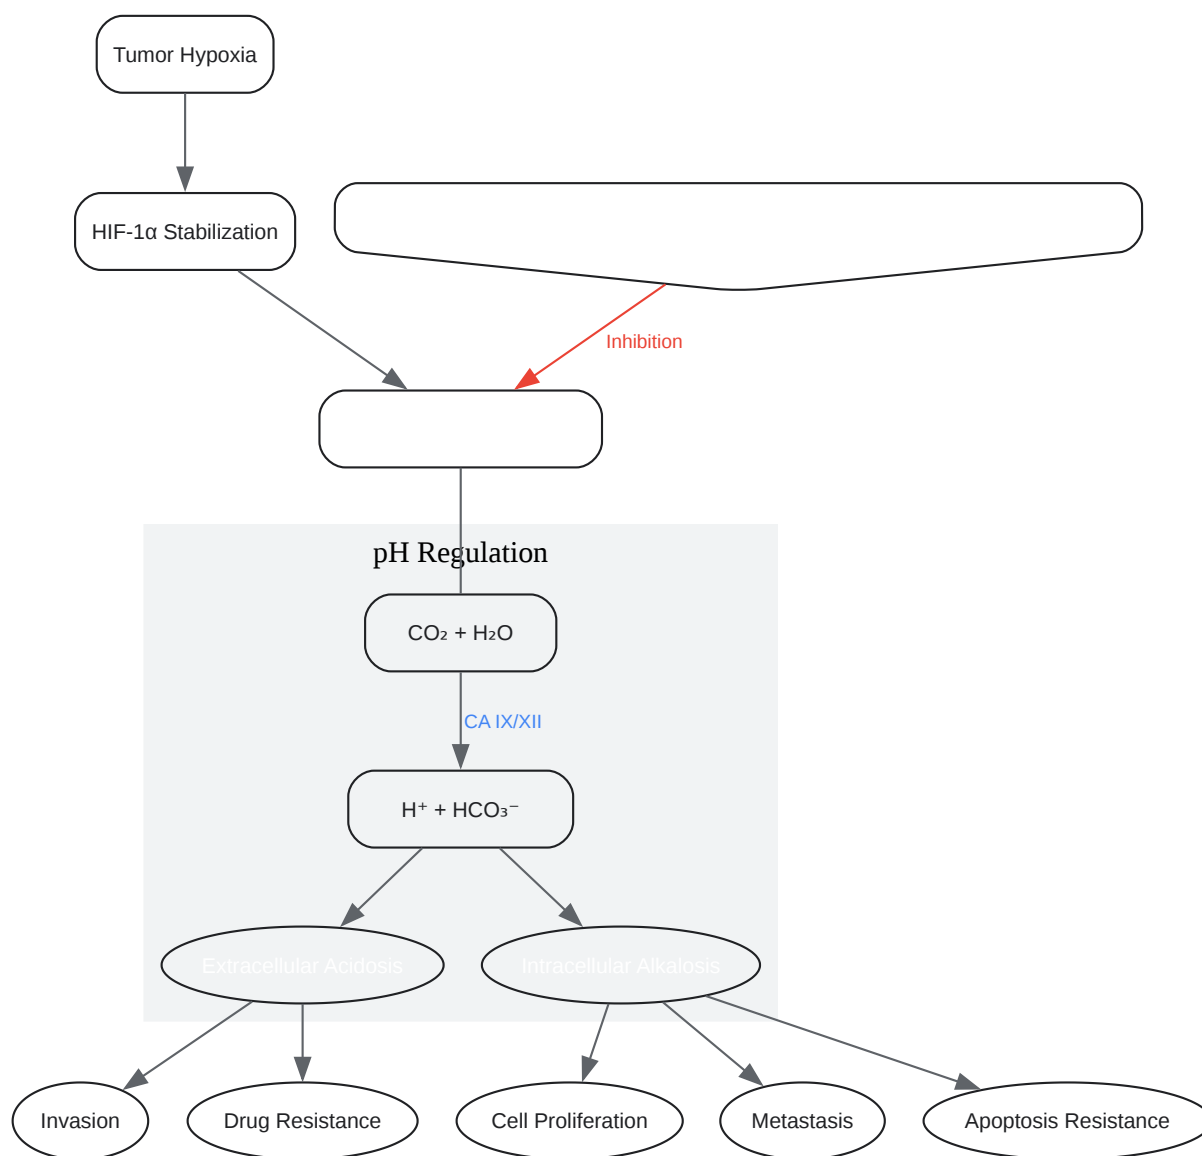 Tumor Hypoxia
HIF-1α Stabilization
Inhibition
pH Regulation
CO₂ + H₂O
CA IX/XII
H⁺ + HCO₃⁻
Extracellular Acidosis
Intracellular Alkalosis
Invasion
Drug Resistance
Cell Proliferation
Metastasis
Apoptosis Resistance